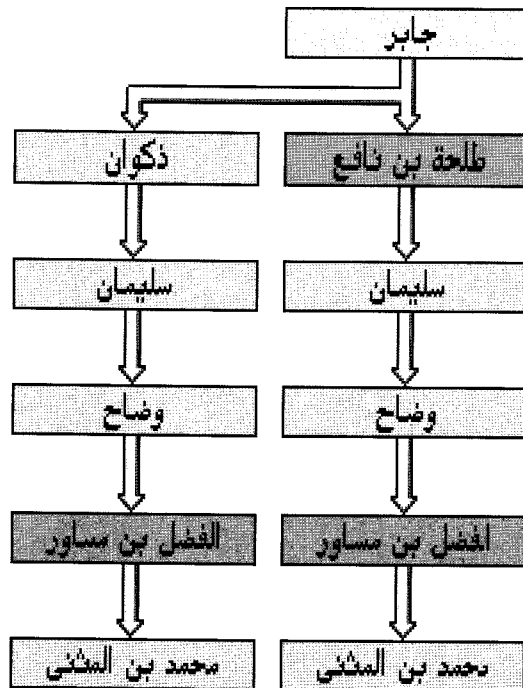 جابر
طلحة بن نافع
ذكوان
سليمان
سليمان
وضاح
وضاح
الفضل بن مساور
الفضل بن مساور
محمد بن المثنى
محمد بن المثنى